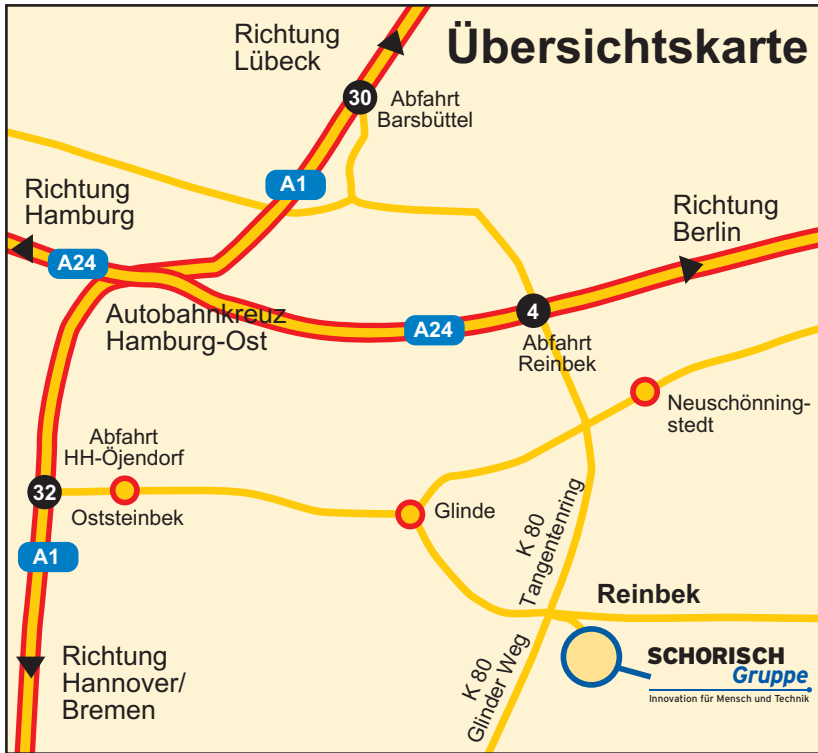 Übersichtskarte
Richtung
Lübeck
30
Abfahrt
Barsbüttel
A1
Richtung
Hamburg
A24
Richtung
Berlin
Autobahnkreuz
Hamburg-Ost
A24
4
Abfahrt
Reinbek
Neuschönning-
stedt
Abfahrt
HH-Öjendorf
32
Oststeinbek
Glinde
A1
K 80
Tangentenring
Reinbek
K 80
Glinder Weg
Richtung
Hannover/
Bremen
SCHORISCH
Gruppe
Innovation für Mensch und Technik